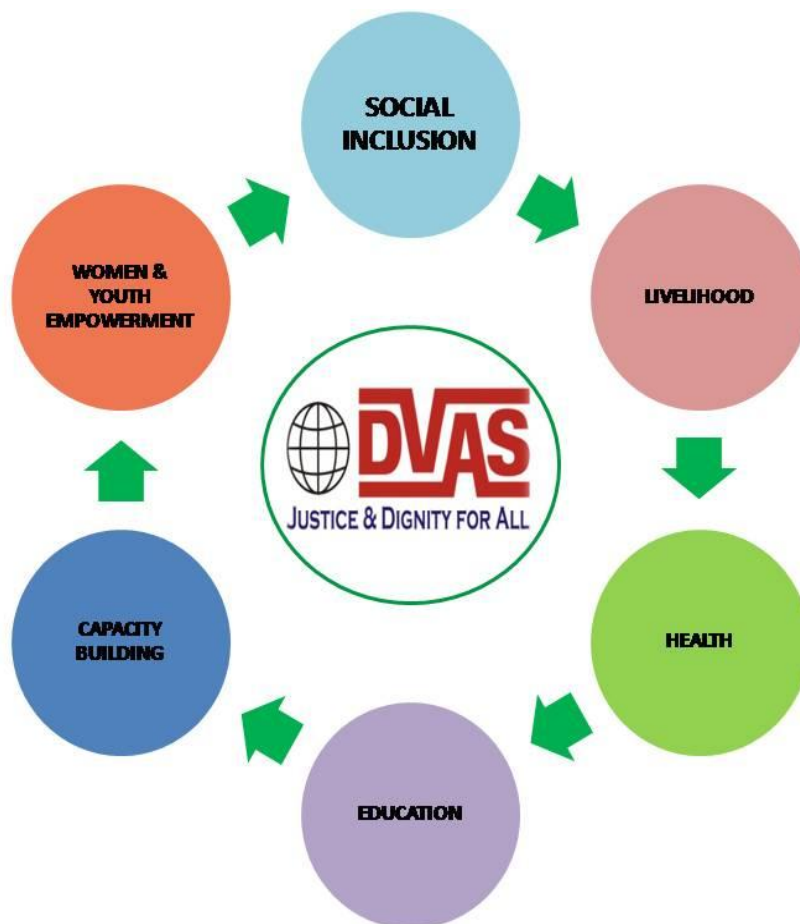 SOCIAL
INCLUSION
LIVELIHOOD
HEALTH
EDUCATION
CAPACITY
BUILDING
WOMEN &
YOUTH
EMPOWERMENT
DVAS
JUSTICE & DIGNITY FOR ALL